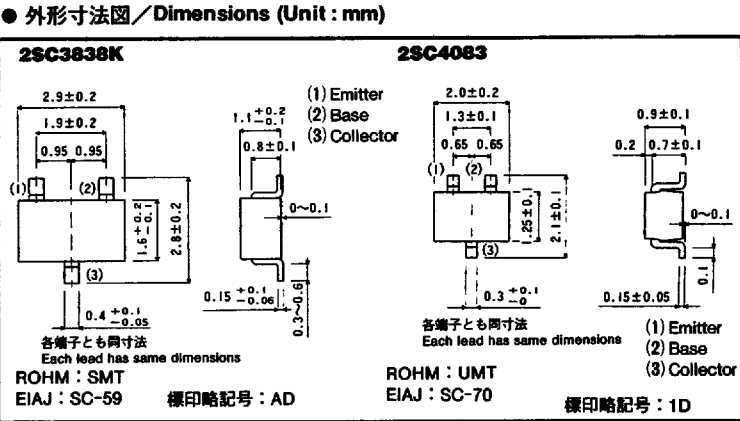 ● 外形寸法図／Dimensions (Unit : mm)
2SC3838K
2.9±0.2
1.9±0.2
0.95 0.95
(1)
(2)
(3)
1.6 +0.2 −0.1
2.8±0.2
0.4 +0.1 −0.05
各端子とも同寸法
Each lead has same dimensions
ROHM : SMT
EIAJ : SC-59
標印略記号 : AD
1.1 +0.2 −0.1
0.8±0.1
0~0.1
0.15 +0.1 −0.06
0.3~0.6
(1) Emitter
(2) Base
(3) Collector
2SC4083
2.0±0.2
1.3±0.1
0.65 0.65
(1)
(2)
(3)
1.25±0.1
2.1±0.1
0.3 +0.1 −0
各端子とも同寸法
Each lead has same dimensions
ROHM : UMT
EIAJ : SC-70
0.9±0.1
0.2
0.7±0.1
0~0.1
0.1
0.15±0.05
(1) Emitter
(2) Base
(3) Collector
標印略記号 : 1D